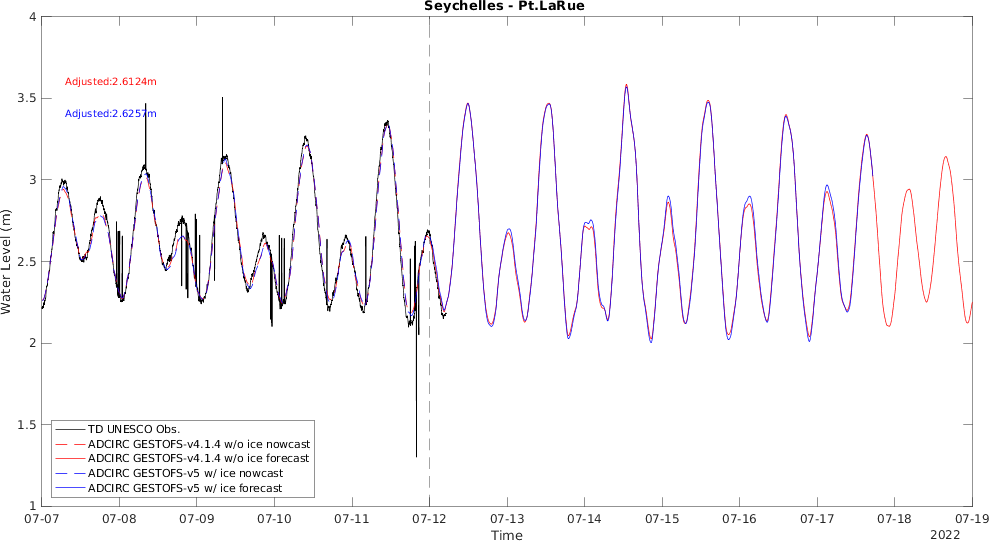 Seychelles - Pt.LaRue
Adjusted:2.6124m
Adjusted:2.6257m
Water Level (m)
4
3.5
3
2.5
2
1.5
1
TD UNESCO Obs.
ADCIRC GESTOFS-v4.1.4 w/o ice nowcast
ADCIRC GESTOFS-v4.1.4 w/o ice forecast
ADCIRC GESTOFS-v5 w/ ice nowcast
ADCIRC GESTOFS-v5 w/ ice forecast
07-07 07-08 07-09 07-10 07-11 07-12 07-13 07-14 07-15 07-16 07-17 07-18 07-19
Time
2022